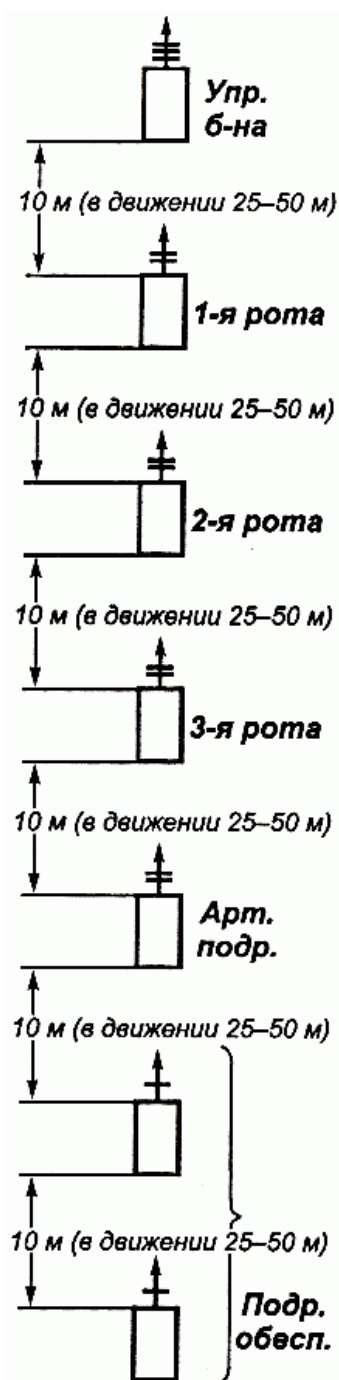 Упр.
б-на
10 м (в движении 25–50 м)
1-я рота
10 м (в движении 25–50 м)
2-я рота
10 м (в движении 25–50 м)
3-я рота
10 м (в движении 25–50 м)
Арт.
подр.
10 м (в движении 25–50 м)
10 м (в движении 25–50 м)
Подр.
обесп.